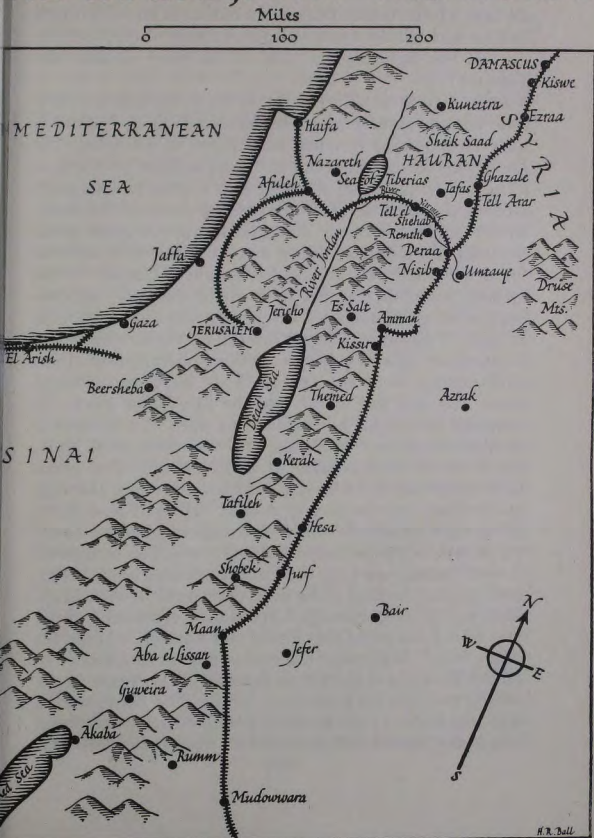 Miles
0 100 200
DAMASCUS
Kiswe
Kuneitra
Ezraa
SYRIA
MEDITERRANEAN
SEA
Haifa
Sheik Saad
HAURAN
Nazareth
Sea of Tiberias
Ghazale
Afuleh
River
Yarmuk
Tafas
Tell Arar
Tell el
Shehab
Remthe
Deraa
Jaffa
River Jordan
Nisib
Umtaiye
Druse
Mts.
Jericho
Es Salt
Gaza
JERUSALEM
Amman
El Arish
Kissir
Beersheba
Dead Sea
Themed
Azrak
SINAI
Kerak
Tafileh
Hesa
Shobek
Jurf
Bair
N
Maan
Aba el Lissan
Jefer
W
E
Guweira
Akaba
Rumm
S
Sea
Mudowwara
H.R. Ball